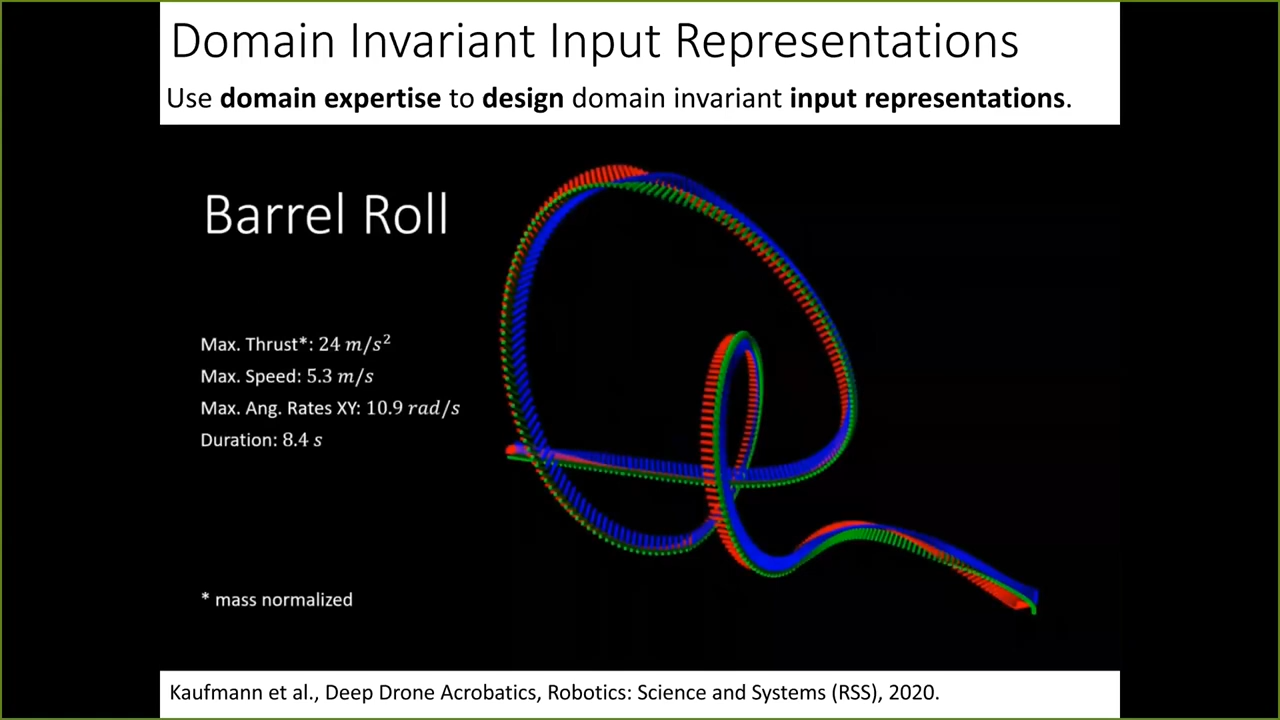 Domain Invariant Input Representations
Use domain expertise to design domain invariant input representations.
Barrel Roll
Max. Thrust*: 24 m/s²
Max. Speed: 5.3 m/s
Max. Ang. Rates XY: 10.9 rad/s
Duration: 8.4 s
* mass normalized
Kaufmann et al., Deep Drone Acrobatics, Robotics: Science and Systems (RSS), 2020.